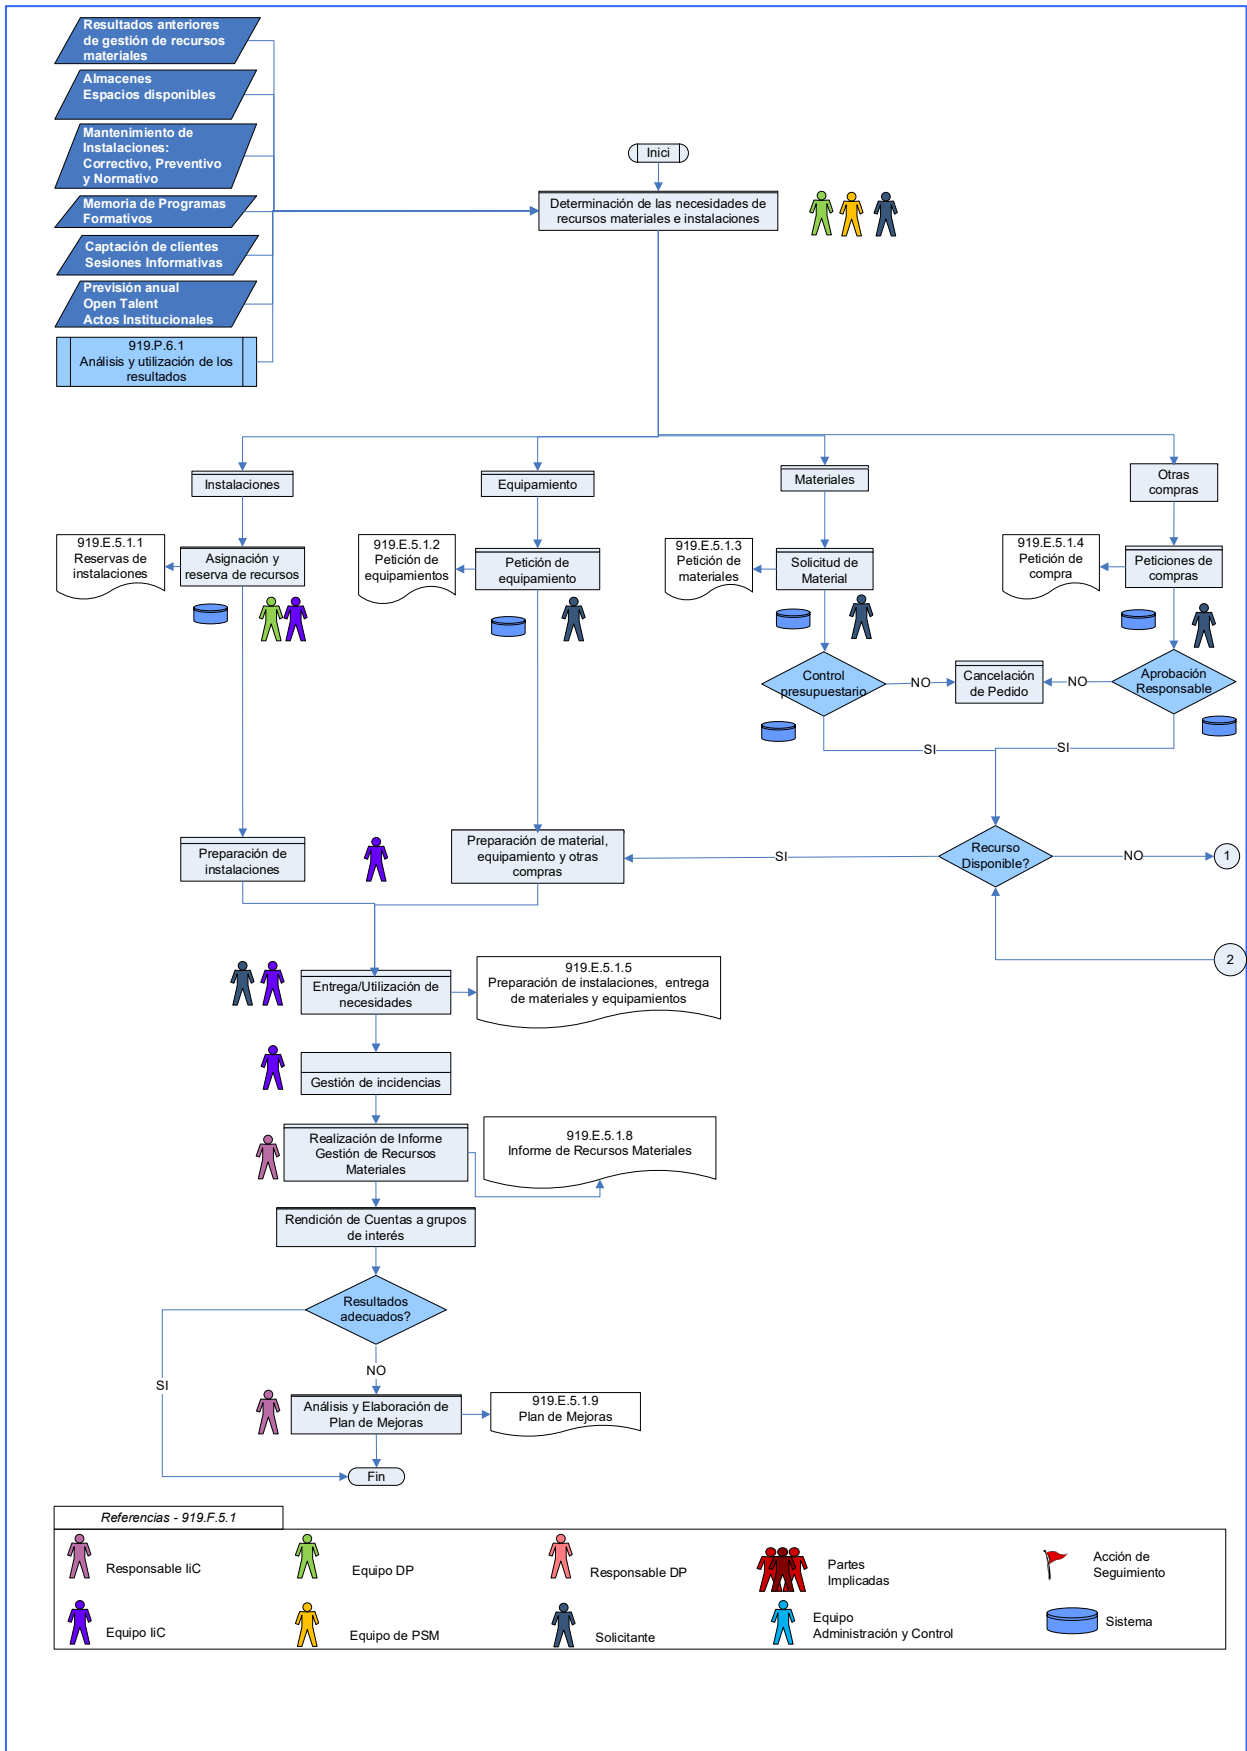 Resultados anteriores
de gestión de recursos
materiales
Almacenes
Espacios disponibles
Mantenimiento de
Instalaciones:
Correctivo, Preventivo
y Normativo
Memoria de Programas
Formativos
Captación de clientes
Sesiones Informativas
Previsión anual
Open Talent
Actos Institucionales
919.P.6.1
Análisis y utilización de los
resultados
Inici
Determinación de las necesidades de
recursos materiales e instalaciones
Instalaciones
Equipamiento
Materiales
Otras
compras
919.E.5.1.1
Reservas de
instalaciones
Asignación y
reserva de recursos
919.E.5.1.2
Petición de
equipamientos
Petición de
equipamiento
919.E.5.1.3
Petición de
materiales
Solicitud de
Material
919.E.5.1.4
Petición de
compra
Peticiones de
compras
Control
presupuestario
NO
Cancelación
de Pedido
NO
Aprobación
Responsable
SI
SI
Preparación de
instalaciones
Preparación de material,
equipamiento y otras
compras
SI
Recurso
Disponible?
NO
1
2
Entrega/Utilización de
necesidades
919.E.5.1.5
Preparación de instalaciones, entrega
de materiales y equipamientos
Gestión de incidencias
Realización de Informe
Gestión de Recursos
Materiales
919.E.5.1.8
Informe de Recursos Materiales
Rendición de Cuentas a grupos
de interés
Resultados
adecuados?
SI
NO
Análisis y Elaboración de
Plan de Mejoras
919.E.5.1.9
Plan de Mejoras
Fin
Referencias - 919.F.5.1
Responsable IiC
Equipo DP
Responsable DP
Partes
Implicadas
Acción de
Seguimiento
Equipo IiC
Equipo de PSM
Solicitante
Equipo
Administración y Control
Sistema